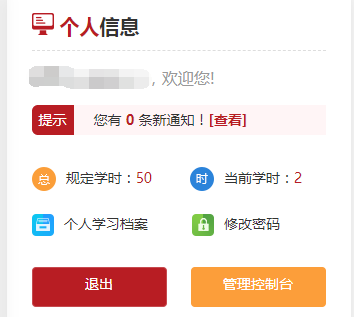 个人信息
, 欢迎您!
提示 您有 0 条新通知！[查看]
总 规定学时：50 时 当前学时：2
个人学习档案 修改密码
退出 管理控制台